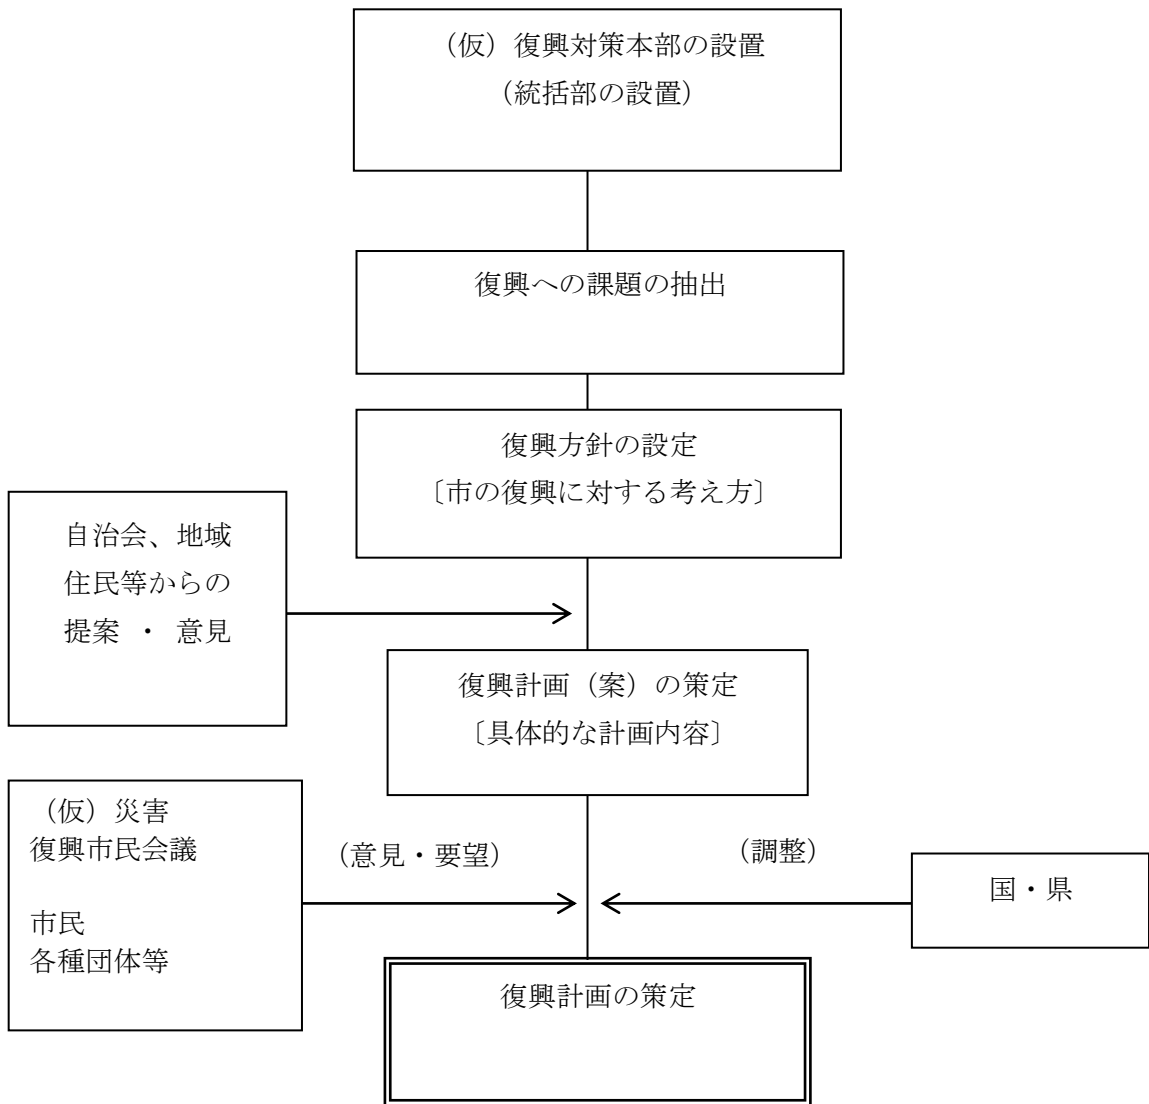 （仮）復興対策本部の設置
（統括部の設置）
復興への課題の抽出
復興方針の設定
〔市の復興に対する考え方〕
自治会、地域
住民等からの
提案 ・ 意見
復興計画（案）の策定
〔具体的な計画内容〕
（仮）災害
復興市民会議
市民
各種団体等
（意見・要望）
（調整）
国・県
復興計画の策定